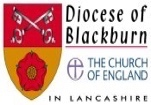 Diocese of
Blackburn
THE CHURCH
OF ENGLAND
IN LANCASHIRE